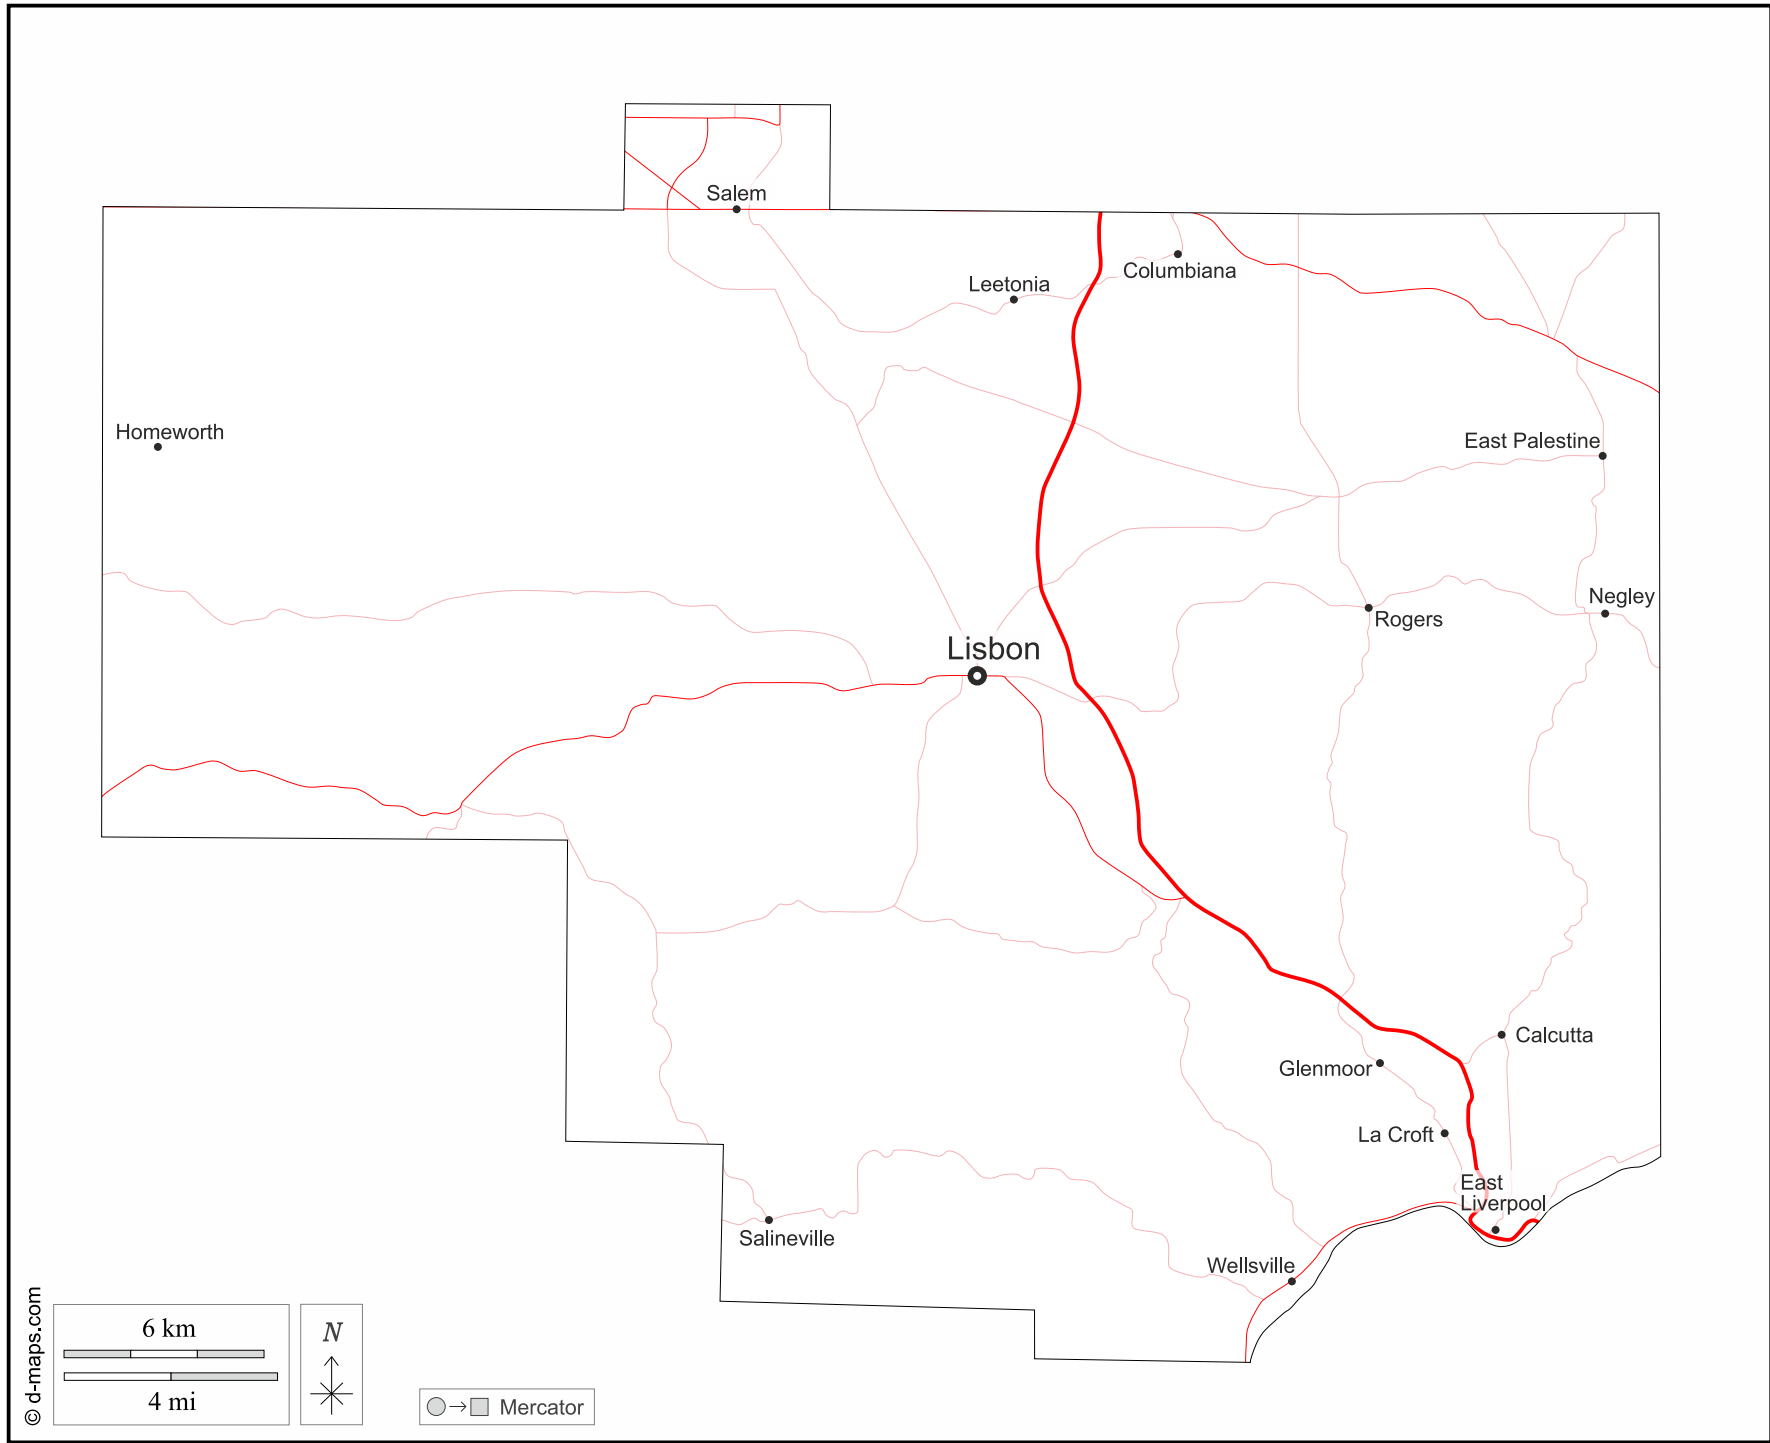 Salem
Columbiana
Leetonia
Homeworth
East Palestine
Negley
Rogers
Lisbon
Calcutta
Glenmoor
La Croft
East
Liverpool
Salineville
Wellsville
© d-maps.com
6 km
4 mi
N
Mercator